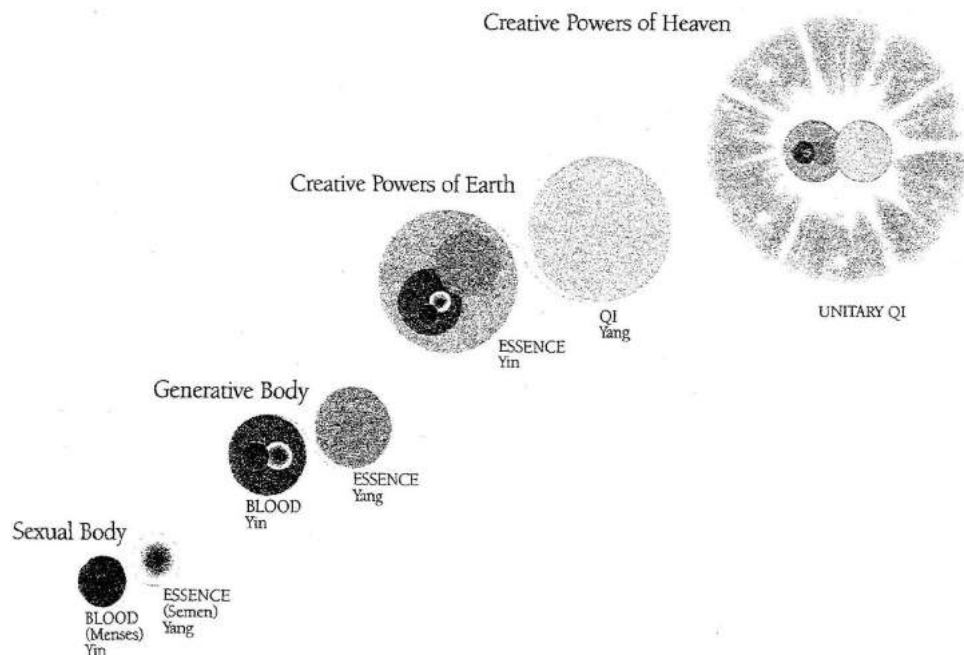 Creative Powers of Heaven
UNITARY QI
Creative Powers of Earth
QI
Yang
ESSENCE
Yin
Generative Body
ESSENCE
Yang
BLOOD
Yin
Sexual Body
ESSENCE
(Semen)
Yang
BLOOD
(Menses)
Yin